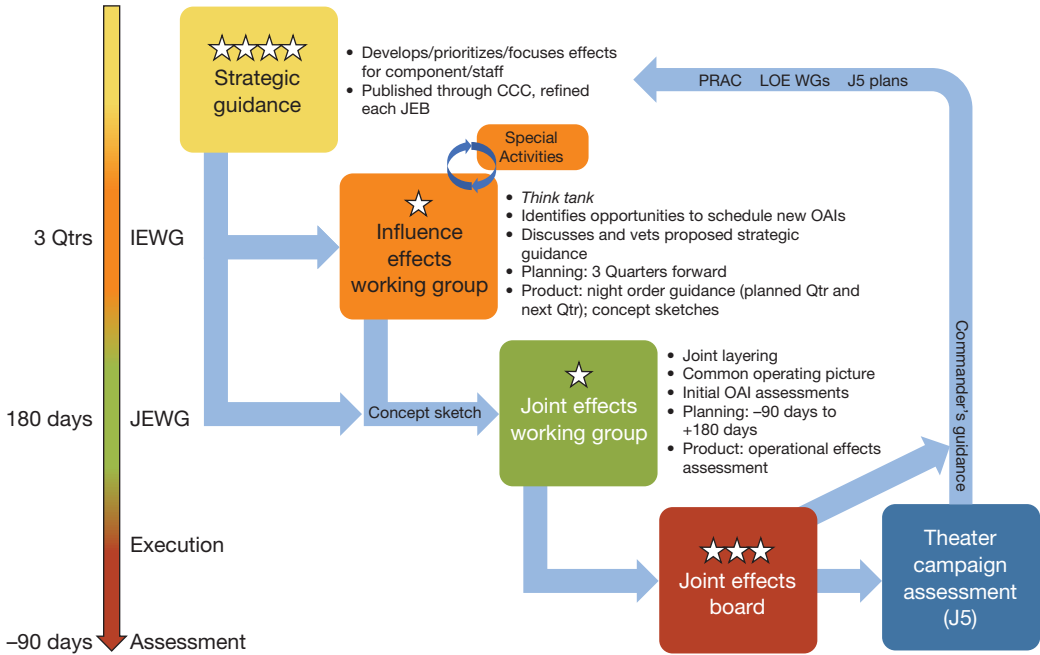 Strategic
guidance
• Develops/prioritizes/focuses effects
for component/staff
• Published through CCC, refined
each JEB
PRAC LOE WGs J5 plans
Special
Activities
3 Qtrs
IEWG
Influence
effects
working group
• Think tank
• Identifies opportunities to schedule new OAIs
• Discusses and vets proposed strategic
guidance
• Planning: 3 Quarters forward
• Product: night order guidance (planned Qtr and
next Qtr); concept sketches
180 days
JEWG
Concept sketch
Joint effects
working group
• Joint layering
• Common operating picture
• Initial OAI assessments
• Planning: –90 days to
+180 days
• Product: operational effects
assessment
Commander's guidance
Execution
Joint effects
board
Theater
campaign
assessment
(J5)
–90 days
Assessment